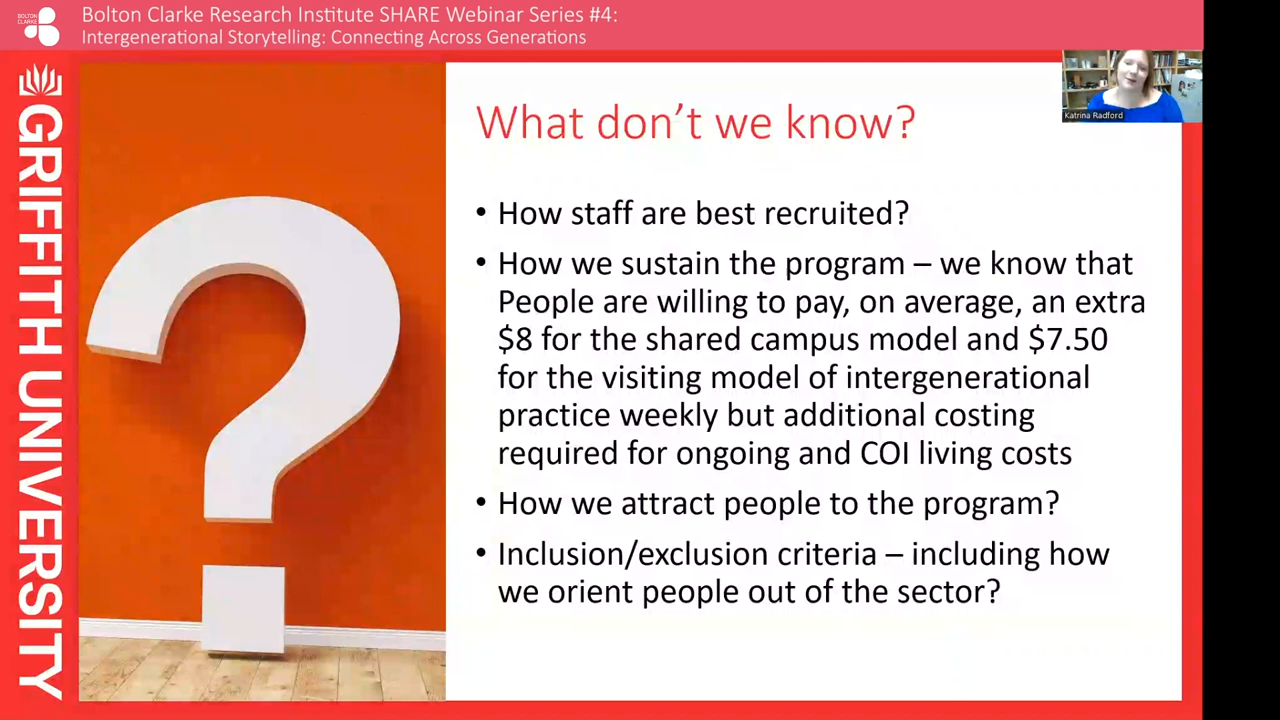 BOLTON
CLARKE
Bolton Clarke Research Institute SHARE Webinar Series #4:
Intergenerational Storytelling: Connecting Across Generations
GRIFFITH UNIVERSITY
Katrina Radford
What don't we know?
• How staff are best recruited?
• How we sustain the program – we know that
People are willing to pay, on average, an extra
$8 for the shared campus model and $7.50
for the visiting model of intergenerational
practice weekly but additional costing
required for ongoing and COI living costs
• How we attract people to the program?
• Inclusion/exclusion criteria – including how
we orient people out of the sector?